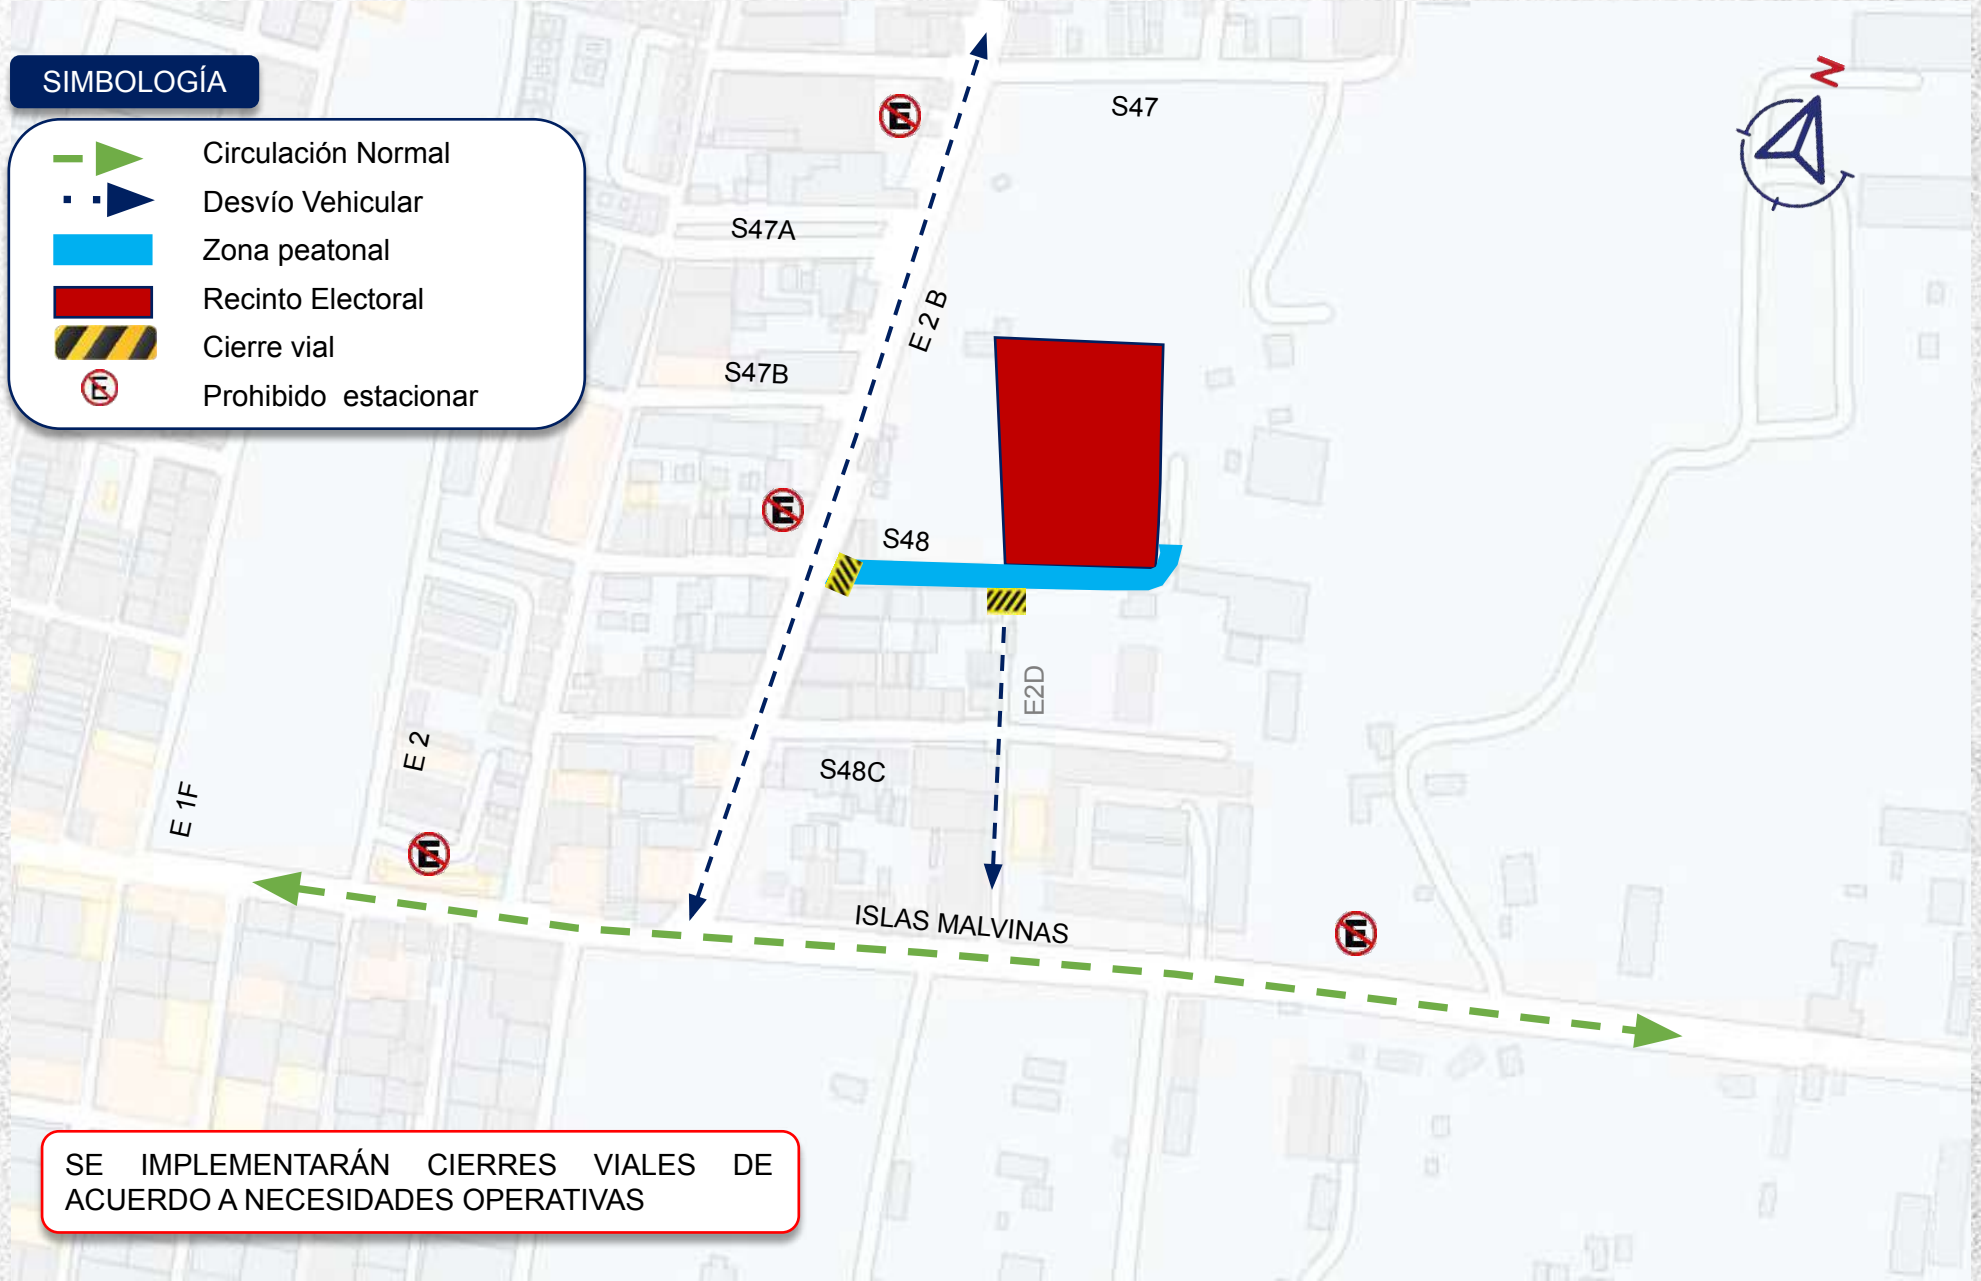 SIMBOLOGÍA
Circulación Normal
Desvío Vehicular
Zona peatonal
Recinto Electoral
Cierre vial
E
Prohibido estacionar
N
E
S47
S47A
E 2 B
S47B
E
S48
E2D
E 2
S48C
E 1F
E
ISLAS MALVINAS
E
SE IMPLEMENTARÁN CIERRES VIALES DE
ACUERDO A NECESIDADES OPERATIVAS